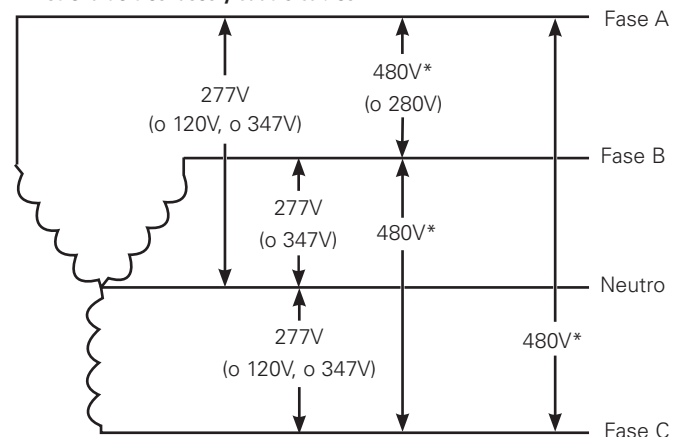 Fase A
480V*
(o 280V)
277V
(o 120V, o 347V)
Fase B
277V
(o 347V)
480V*
Neutro
277V
(o 120V, o 347V)
480V*
Fase C